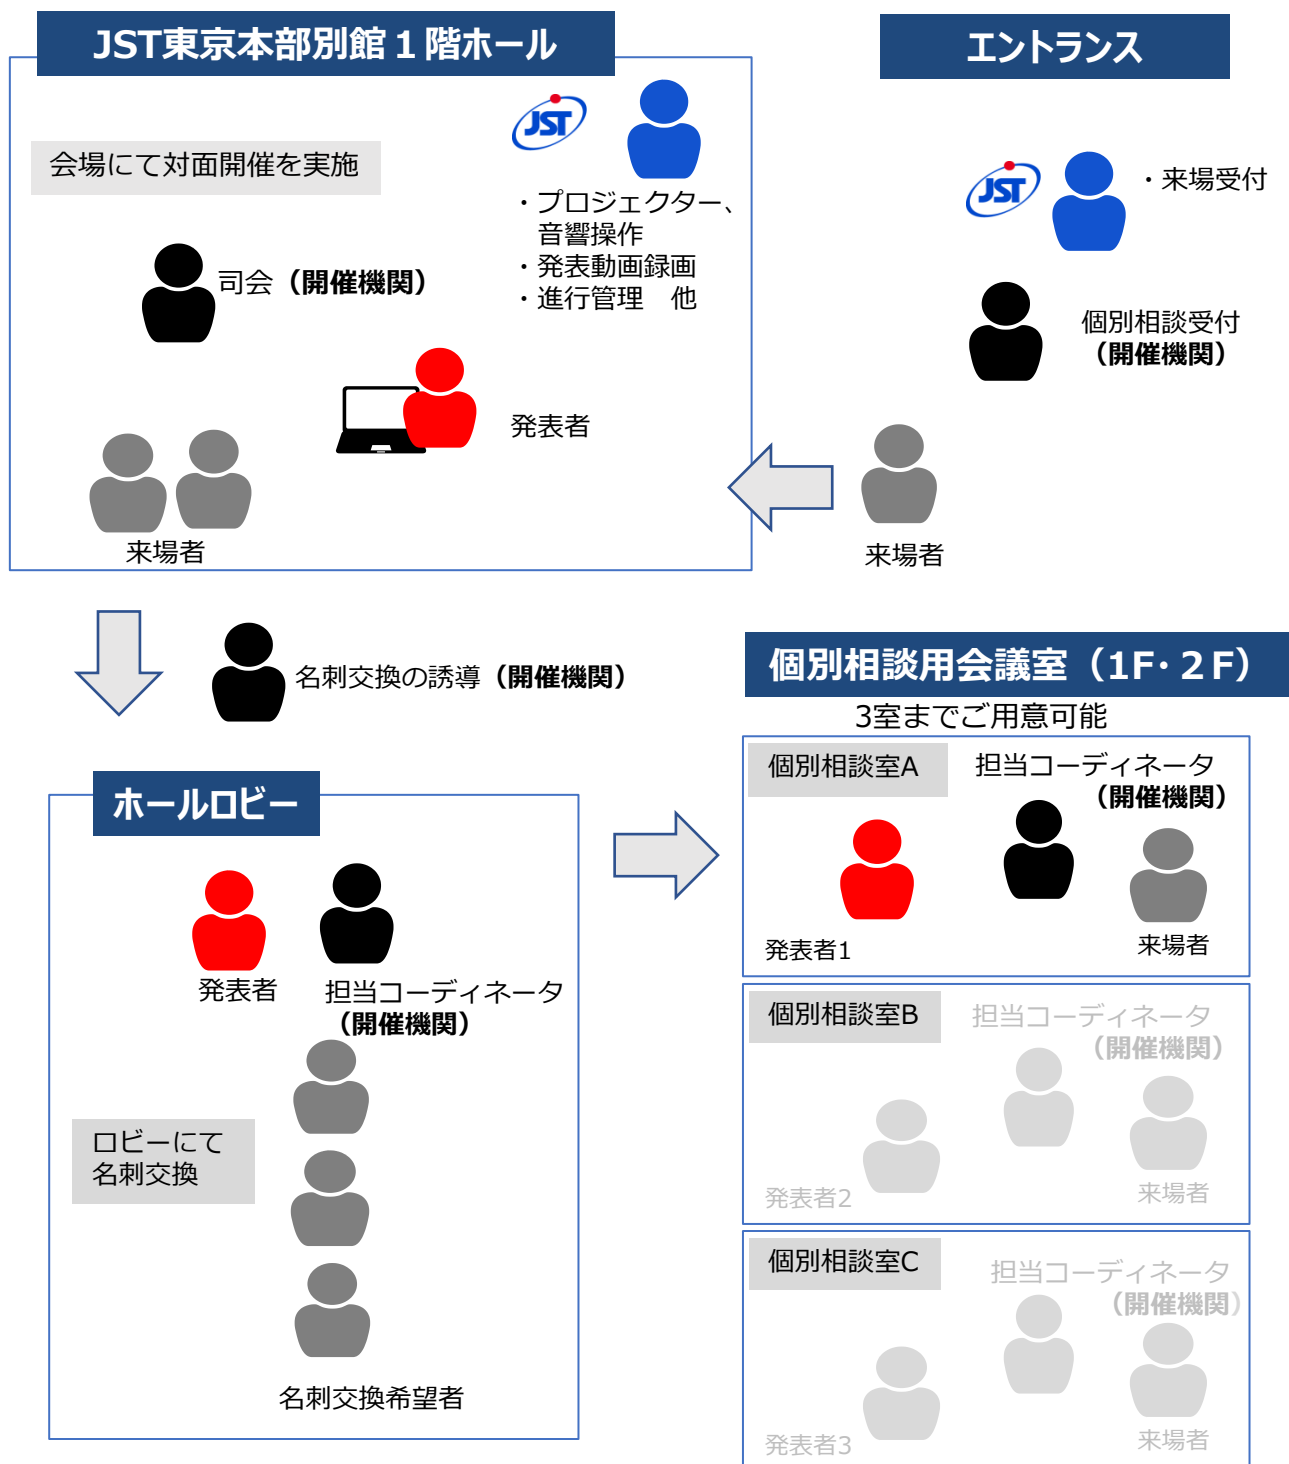 JST東京本部別館１階ホール
会場にて対面開催を実施
JST
・プロジェクター、
音響操作
・発表動画録画
・進行管理　他
司会（開催機関）
発表者
来場者
エントランス
JST
・来場受付
個別相談受付
（開催機関）
来場者
名刺交換の誘導（開催機関）
ホールロビー
発表者
担当コーディネータ
（開催機関）
ロビーにて
名刺交換
名刺交換希望者
個別相談用会議室（1F･２F）
3室までご用意可能
個別相談室A
担当コーディネータ
（開催機関）
発表者1
来場者
個別相談室B
担当コーディネータ
（開催機関）
発表者2
来場者
個別相談室C
担当コーディネータ
（開催機関）
発表者3
来場者